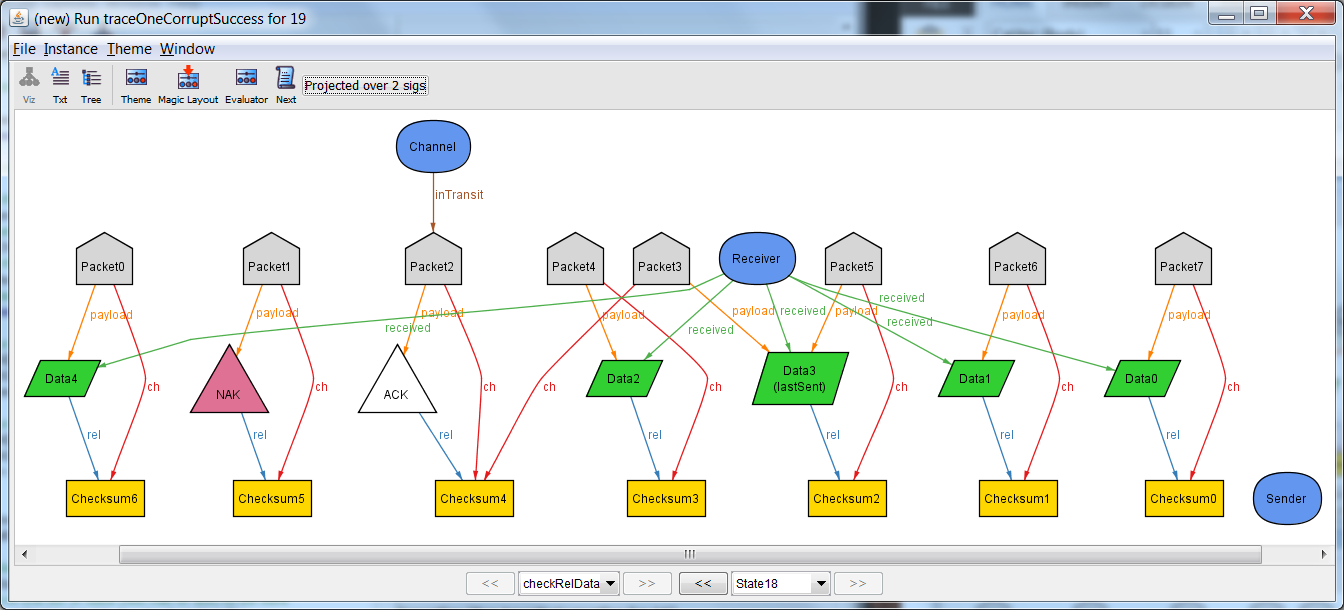 (new) Run traceOneCorruptSuccess for 19
File Instance Theme Window
Viz Txt Tree Theme Magic Layout Evaluator Next Projected over 2 sigs
Channel
inTransit
Packet0 Packet1 Packet2 Packet4 Packet3 Receiver Packet5 Packet6 Packet7
received
payload payload payload payload payload received payload payload payload
received received received
Data4 NAK ACK Data2 Data3 Data1 Data0
(lastSent)
ch ch ch ch ch ch ch ch
rel rel rel rel rel rel rel
Checksum6 Checksum5 Checksum4 Checksum3 Checksum2 Checksum1 Checksum0 Sender
<< checkRelData >> << State18 >>